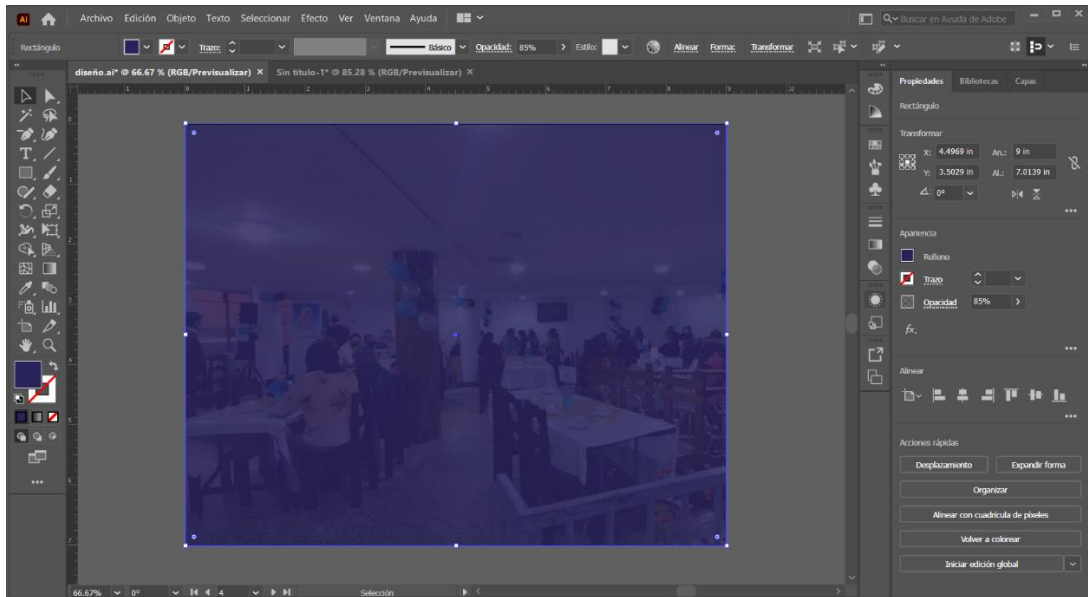 Ai Archivo Edición Objeto Texto Seleccionar Efecto Ver Ventana Ayuda Buscar en Ayuda de Adobe
Rectángulo Trazo: Básico Opacidad: 85% Estilo: Alinear Forma: Transformar
diseño.ai* @ 66.67 % (RGB/Previsualizar) × Sin título-1* @ 85.28 % (RGB/Previsualizar) ×
Propiedades Bibliotecas Capas
Rectángulo
Transformar
X: 4.4969 in An.: 9 in
Y: 3.5029 in Al.: 7.0139 in
0°
Apariencia
Relleno
Trazo
Opacidad 85%
fx.
Alinear
Acciones rápidas
Desplazamiento Expandir forma
Organizar
Alinear con cuadrícula de píxeles
Volver a colorear
Iniciar edición global
66.67% 0° 4 Selección